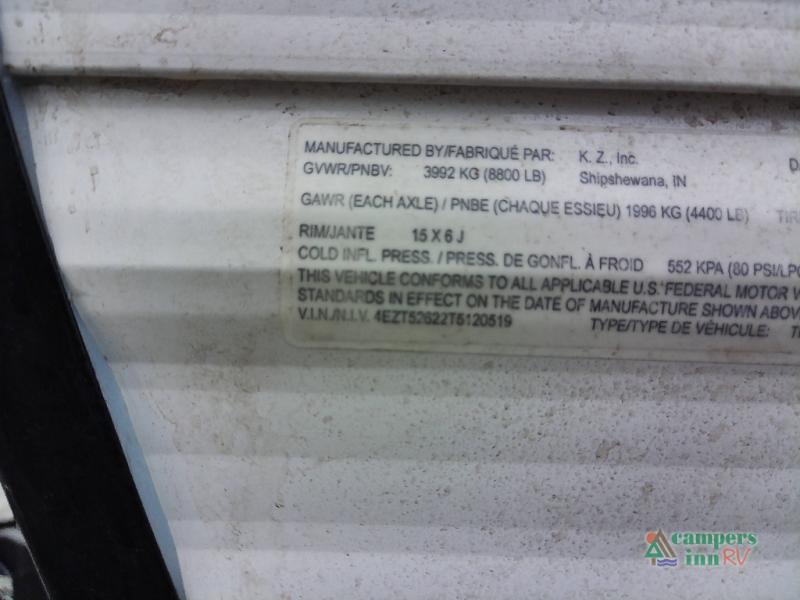 MANUFACTURED BY/FABRIQUÉ PAR: K. Z., Inc.
GVWR/PNBV: 3992 KG (8800 LB) Shipshewana, IN
GAWR (EACH AXLE) / PNBE (CHAQUE ESSIEU) 1996 KG (4400 LB)
RIM/JANTE 15 X 6 J
COLD INFL. PRESS. / PRESS. DE GONFL. À FROID 552 KPA (80 PSI/LPC
THIS VEHICLE CONFORMS TO ALL APPLICABLE U.S. FEDERAL MOTOR V
STANDARDS IN EFFECT ON THE DATE OF MANUFACTURE SHOWN ABOV
V.I.N./N.I.V. 4EZT52622T5120519 TYPE/TYPE DE VÉHICULE:
campers
inn RV